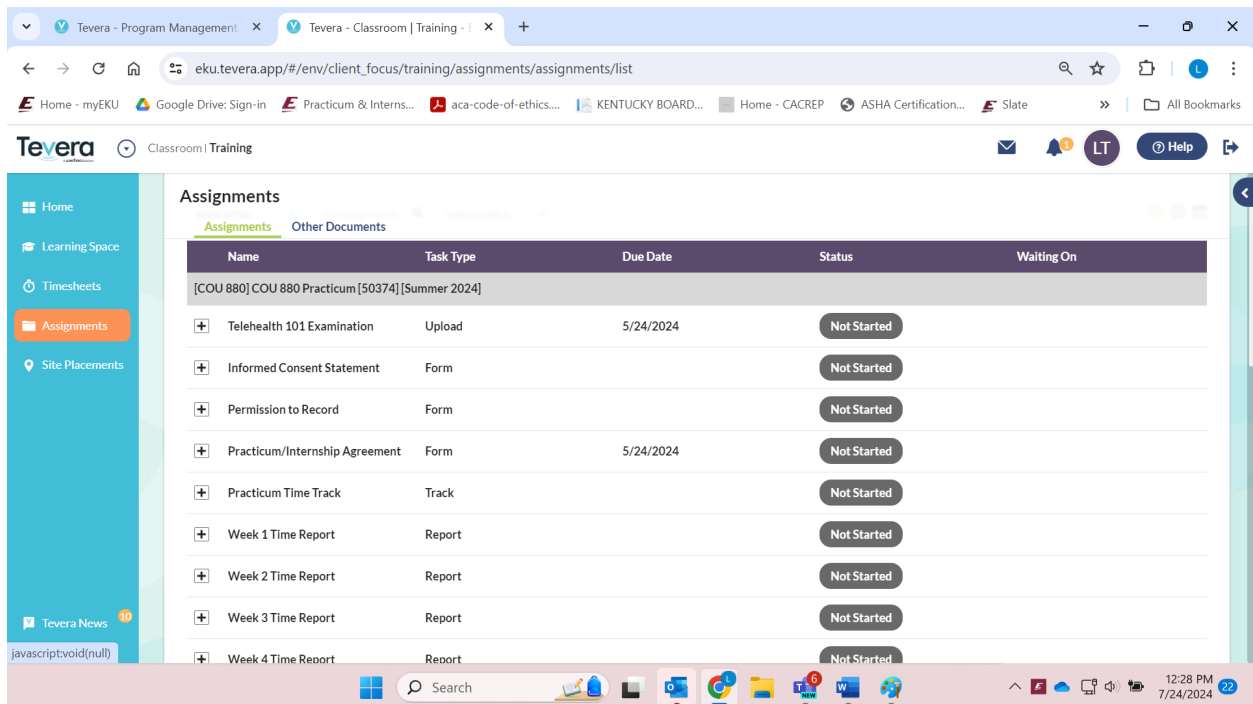 Tevera - Program Management
Tevera - Classroom | Training - E
eku.tevera.app/#/env/client_focus/training/assignments/assignments/list
L
Home - myEKU
Google Drive: Sign-in
Practicum & Interns...
aca-code-of-ethics....
KENTUCKY BOARD...
Home - CACREP
ASHA Certification...
Slate
»
All Bookmarks
Tevera
Classroom | Training
1
LT
Help
Home
Learning Space
Timesheets
Assignments
Site Placements
Tevera News 10
javascript:void(null)
Assignments
Assignments Other Documents
Name Task Type Due Date Status Waiting On
[COU 880] COU 880 Practicum [50374] [Summer 2024]
Telehealth 101 Examination Upload 5/24/2024 Not Started
Informed Consent Statement Form Not Started
Permission to Record Form Not Started
Practicum/Internship Agreement Form 5/24/2024 Not Started
Practicum Time Track Track Not Started
Week 1 Time Report Report Not Started
Week 2 Time Report Report Not Started
Week 3 Time Report Report Not Started
Week 4 Time Report Report Not Started
Search
6
NEW
12:28 PM
7/24/2024
22